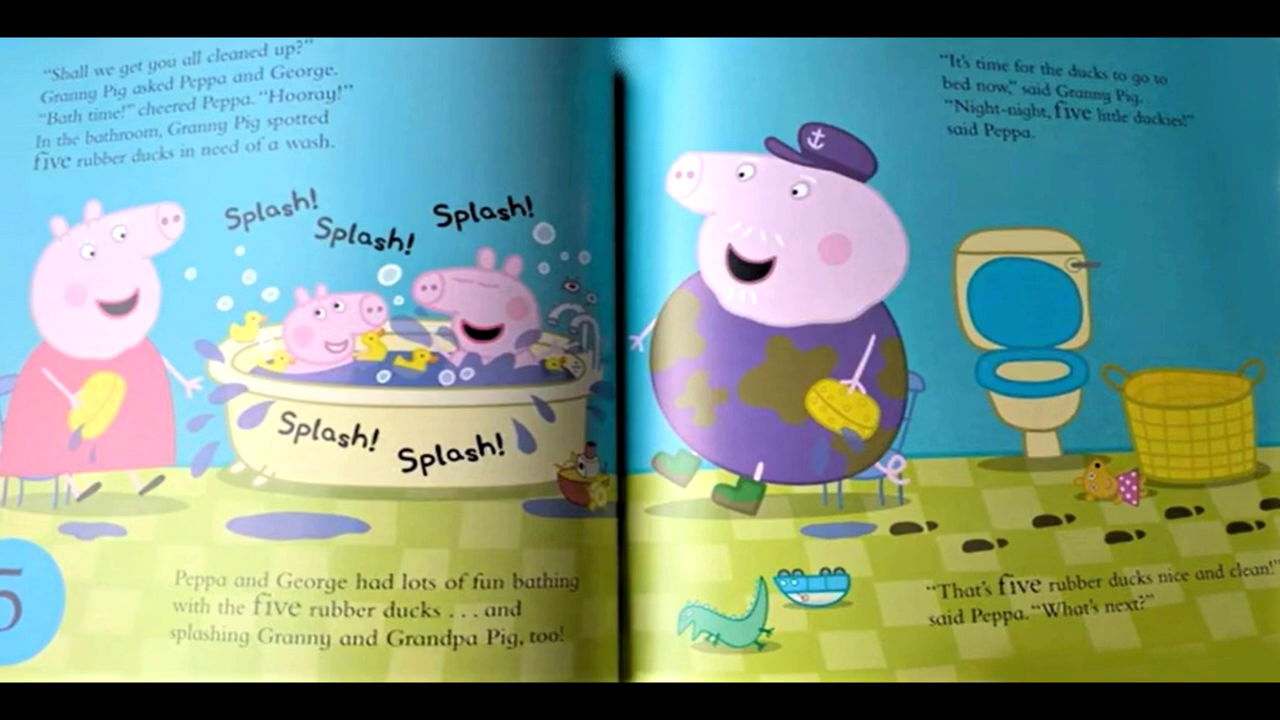 “Shall we get you all cleaned up?”
Granny Pig asked Peppa and George.
“Bath time!” cheered Peppa. “Hooray!”
In the bathroom, Granny Pig spotted
five rubber ducks in need of a wash.
Splash!
Splash!
Splash!
Splash!
Splash!
5
Peppa and George had lots of fun bathing
with the five rubber ducks . . . and
splashing Granny and Grandpa Pig, too!
“It’s time for the ducks to go to
bed now,” said Granny Pig.
“Night-night, five little duckies!”
said Peppa.
“That’s five rubber ducks nice and clean!”
said Peppa. “What’s next?”